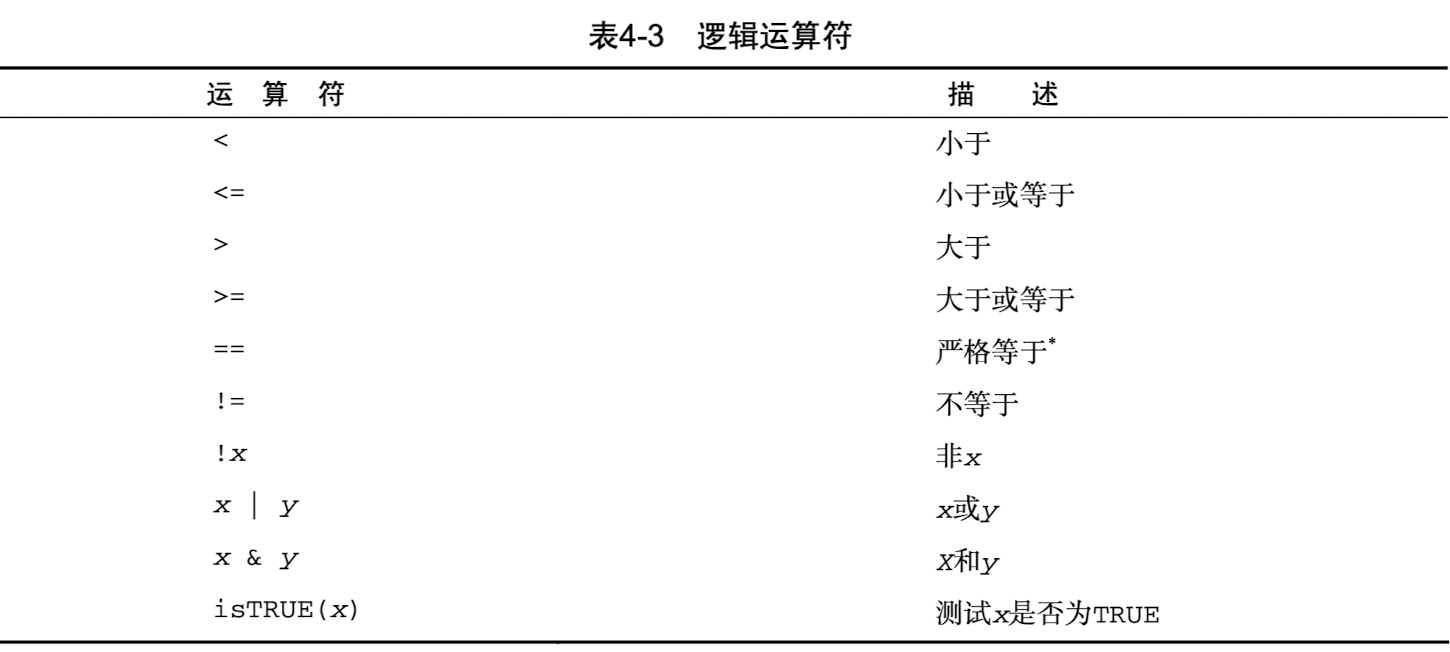 表4-3 逻辑运算符
运 算 符 描 述
< 小于
<= 小于或等于
> 大于
>= 大于或等于
== 严格等于*
!= 不等于
!x 非x
x | y x或y
x & y X和y
isTRUE(x) 测试x是否为TRUE